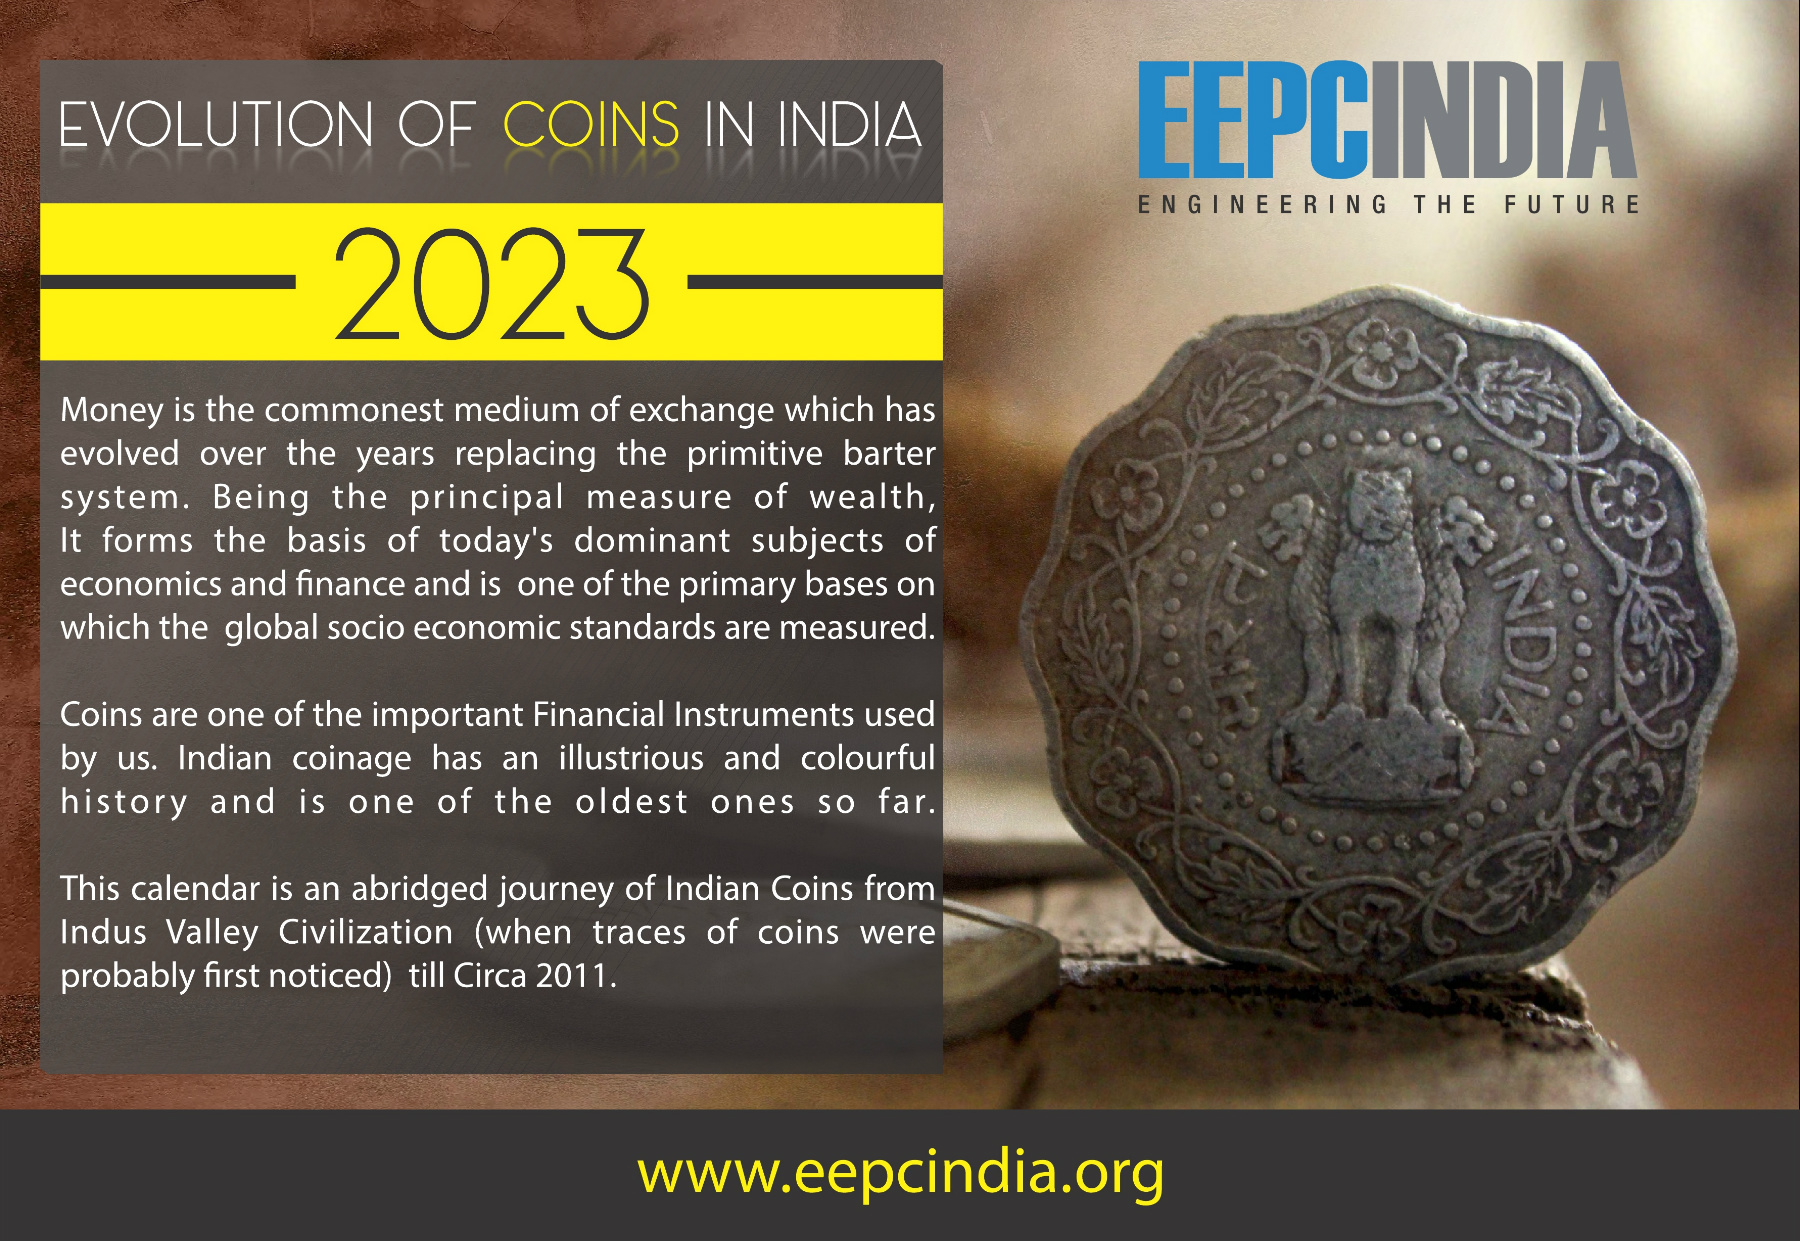 EVOLUTION OF COINS IN INDIA
2023
Money is the commonest medium of exchange which has
evolved over the years replacing the primitive barter
system. Being the principal measure of wealth,
It forms the basis of today's dominant subjects of
economics and finance and is one of the primary bases on
which the global socio economic standards are measured.
Coins are one of the important Financial Instruments used
by us. Indian coinage has an illustrious and colourful
history and is one of the oldest ones so far.
This calendar is an abridged journey of Indian Coins from
Indus Valley Civilization (when traces of coins were
probably first noticed) till Circa 2011.
EEPCINDIA
ENGINEERING THE FUTURE
भारत
INDIA
www.eepcindia.org